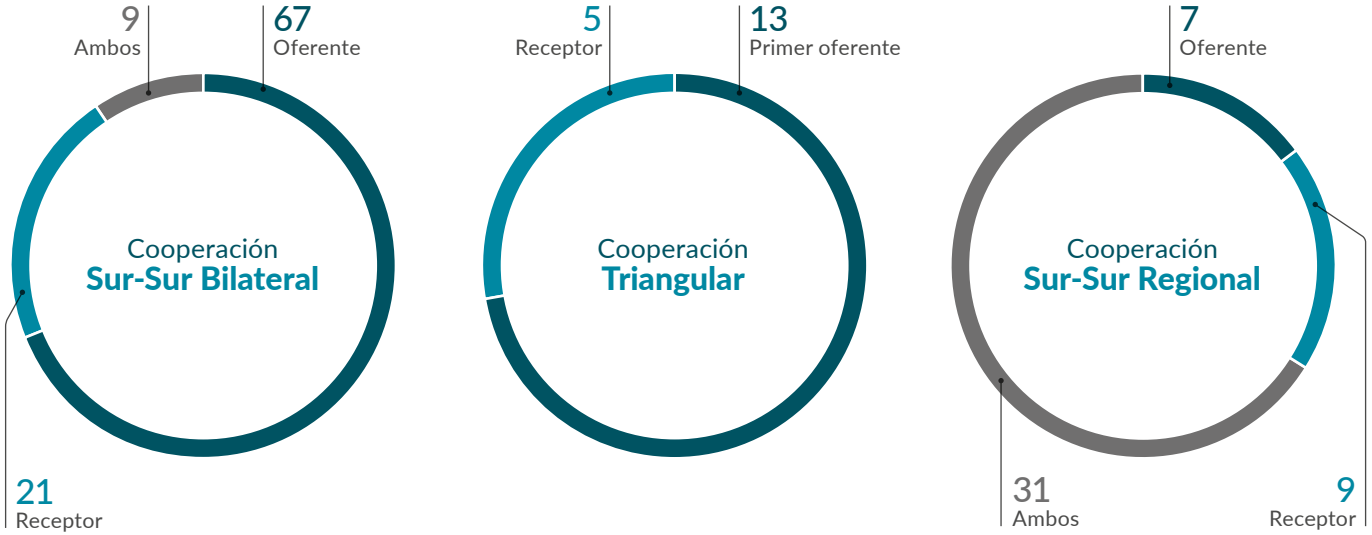 9
Ambos
67
Oferente
Cooperación
Sur-Sur Bilateral
21
Receptor
5
Receptor
13
Primer oferente
Cooperación
Triangular
7
Oferente
Cooperación
Sur-Sur Regional
31
Ambos
9
Receptor